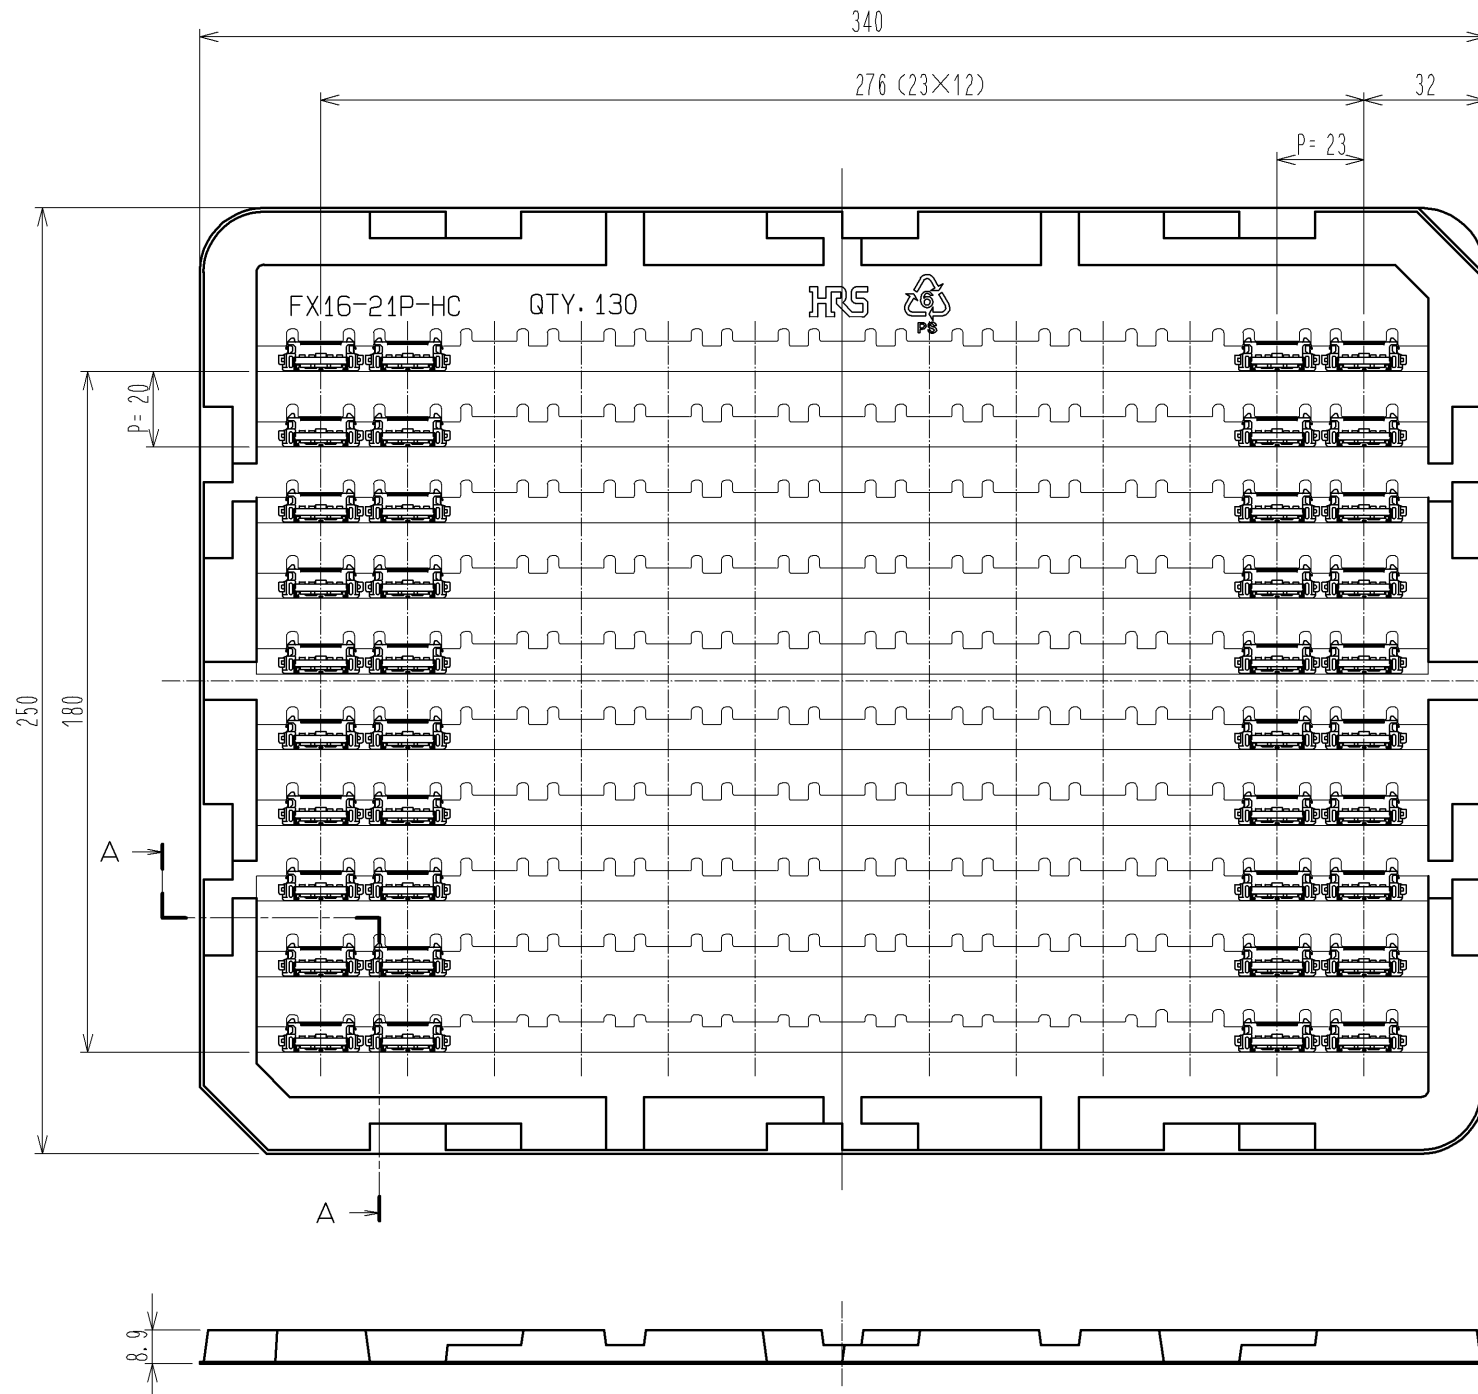 340
276 (23×12)
32
P= 23
FX16-21P-HC
QTY. 130
HRS
6
PS
P= 20
250
180
A
A
8.9